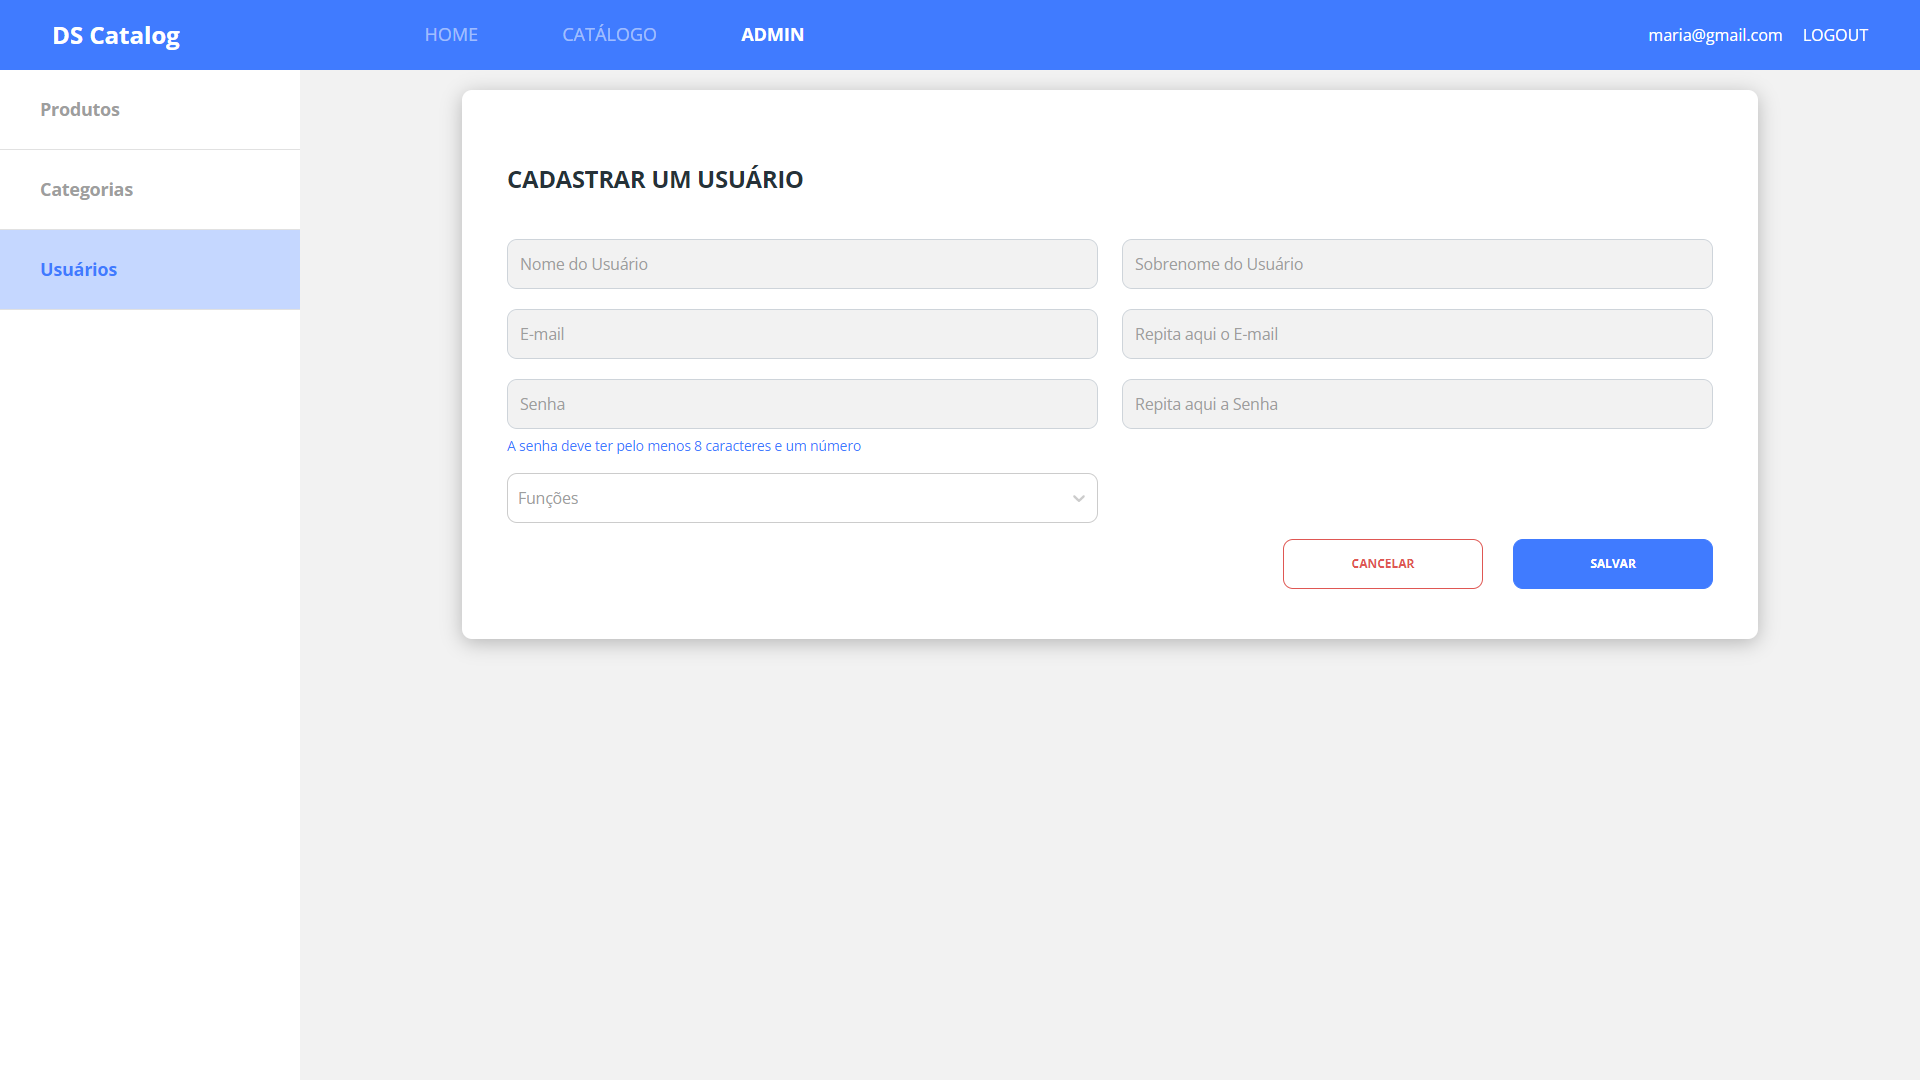 DS Catalog
HOME
CATÁLOGO
ADMIN
maria@gmail.com
LOGOUT
Produtos
Categorias
Usuários
CADASTRAR UM USUÁRIO
Nome do Usuário
Sobrenome do Usuário
E-mail
Repita aqui o E-mail
Senha
Repita aqui a Senha
A senha deve ter pelo menos 8 caracteres e um número
Funções
CANCELAR
SALVAR